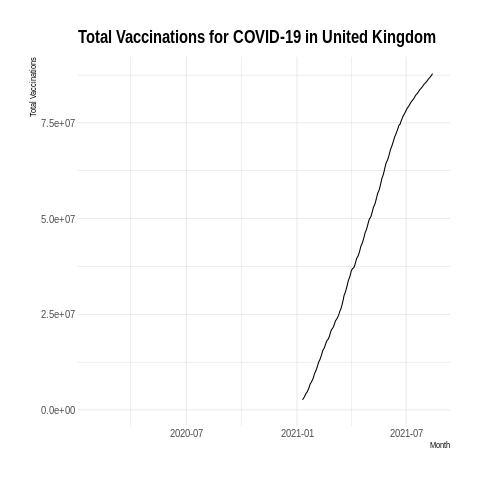 Total Vaccinations for COVID-19 in United Kingdom
Total Vaccinations
7.5e+07
5.0e+07
2.5e+07
0.0e+00
2020-07
2021-01
2021-07
Month